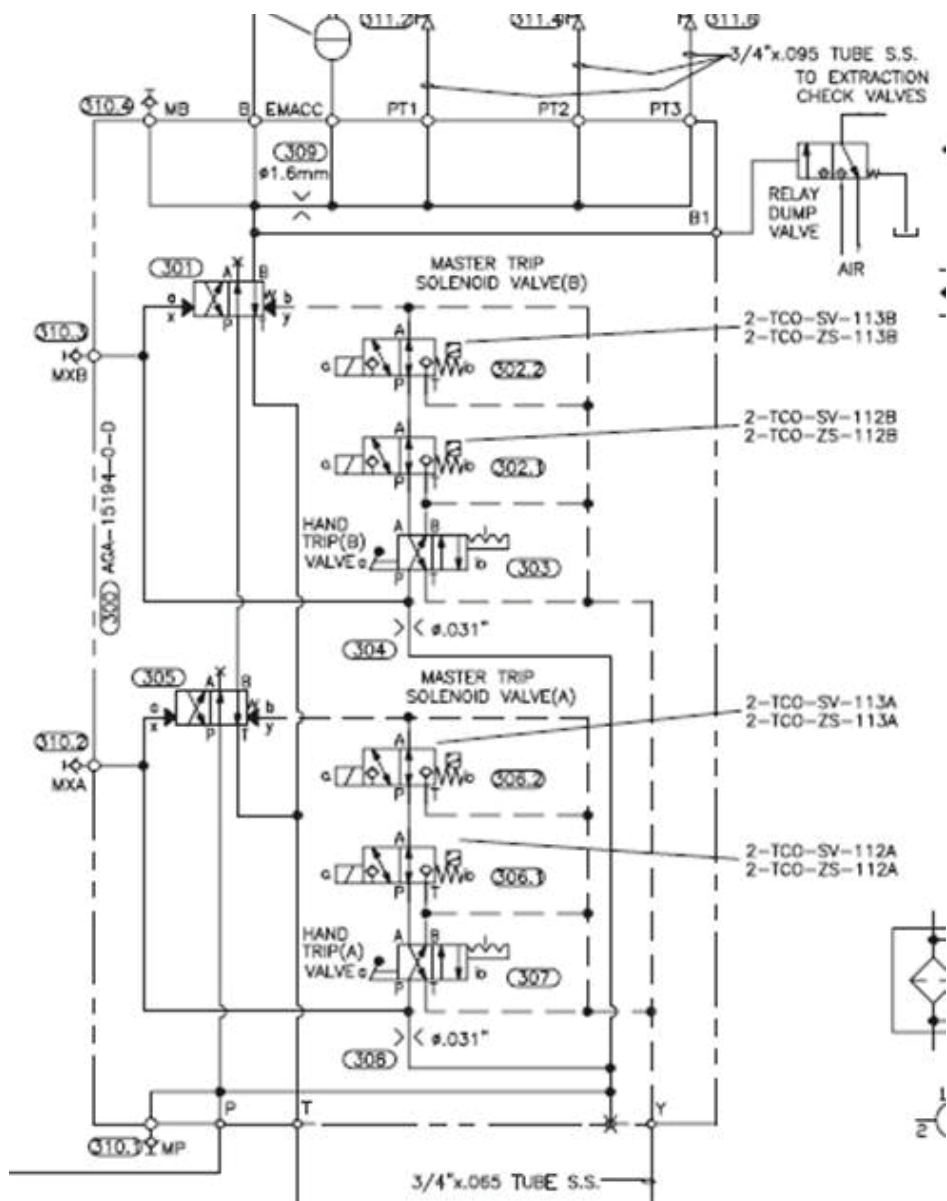 311.2
311.4
311.6
3/4"x.095 TUBE S.S.
TO EXTRACTION
CHECK VALVES
310.4
MB
B
EMACC
PT1
PT2
PT3
309
ø1.6mm
B1
RELAY
DUMP
VALVE
AIR
301
A
B
a
b
x
P
T
y
MASTER TRIP
SOLENOID VALVE(B)
310.3
MXB
2-TCO-SV-113B
2-TCO-ZS-113B
A
a
b
P
T
302.2
2-TCO-SV-112B
2-TCO-ZS-112B
A
a
b
P
T
302.1
300
AGA-15194-0-D
HAND
TRIP(B)
VALVE
A
B
a
b
P
T
303
304
ø.031"
305
A
B
a
b
x
P
T
y
MASTER TRIP
SOLENOID VALVE(A)
310.2
MXA
2-TCO-SV-113A
2-TCO-ZS-113A
A
a
b
P
T
306.2
2-TCO-SV-112A
2-TCO-ZS-112A
A
a
b
P
T
306.1
HAND
TRIP(A)
VALVE
A
B
a
b
P
T
307
308
ø.031"
P
T
Y
310.1
MP
2
3/4"x.065 TUBE S.S.